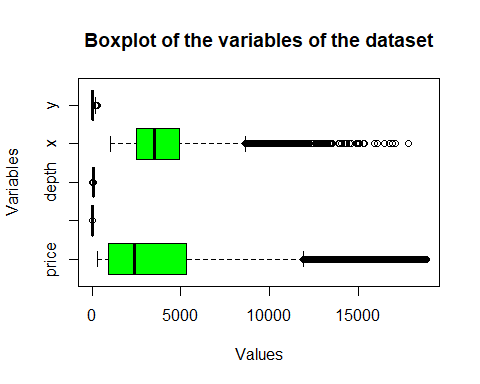 Boxplot of the variables of the dataset
Variables
y
x
depth
price
0 5000 10000 15000
Values